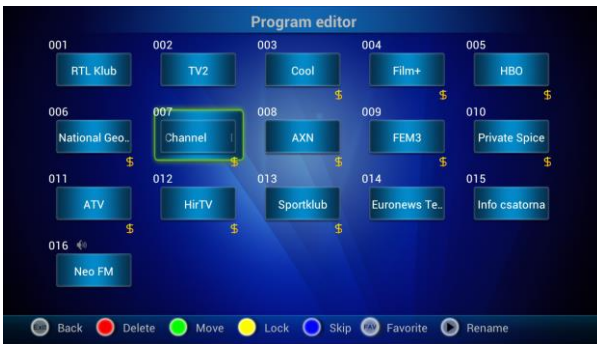 Program editor
001 002 003 004 005
RTL Klub TV2 Cool Film+ HBO
$ $ $
006 007 008 009 010
National Geo.. Channel AXN FEM3 Private Spice
$ $ $ $ $
011 012 013 014 015
ATV HirTV Sportklub Euronews Te.. Info csatorna
$ $ $
016
Neo FM
Exit Back Delete Move Lock Skip FAV Favorite Rename